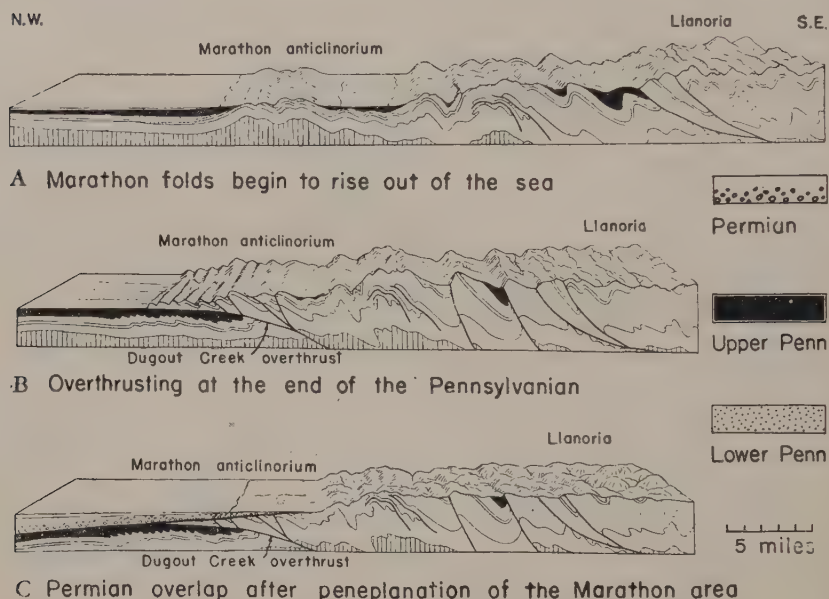 N.W.
Llanoria
S.E.
Marathon anticlinorium
A Marathon folds begin to rise out of the sea
Permian
Llanoria
Marathon anticlinorium
Upper Penn
Dugout Creek overthrust
B Overthrusting at the end of the Pennsylvanian
Lower Penn
Llanoria
Marathon anticlinorium
Dugout Creek overthrust
5 miles
C Permian overlap after peneplanation of the Marathon area